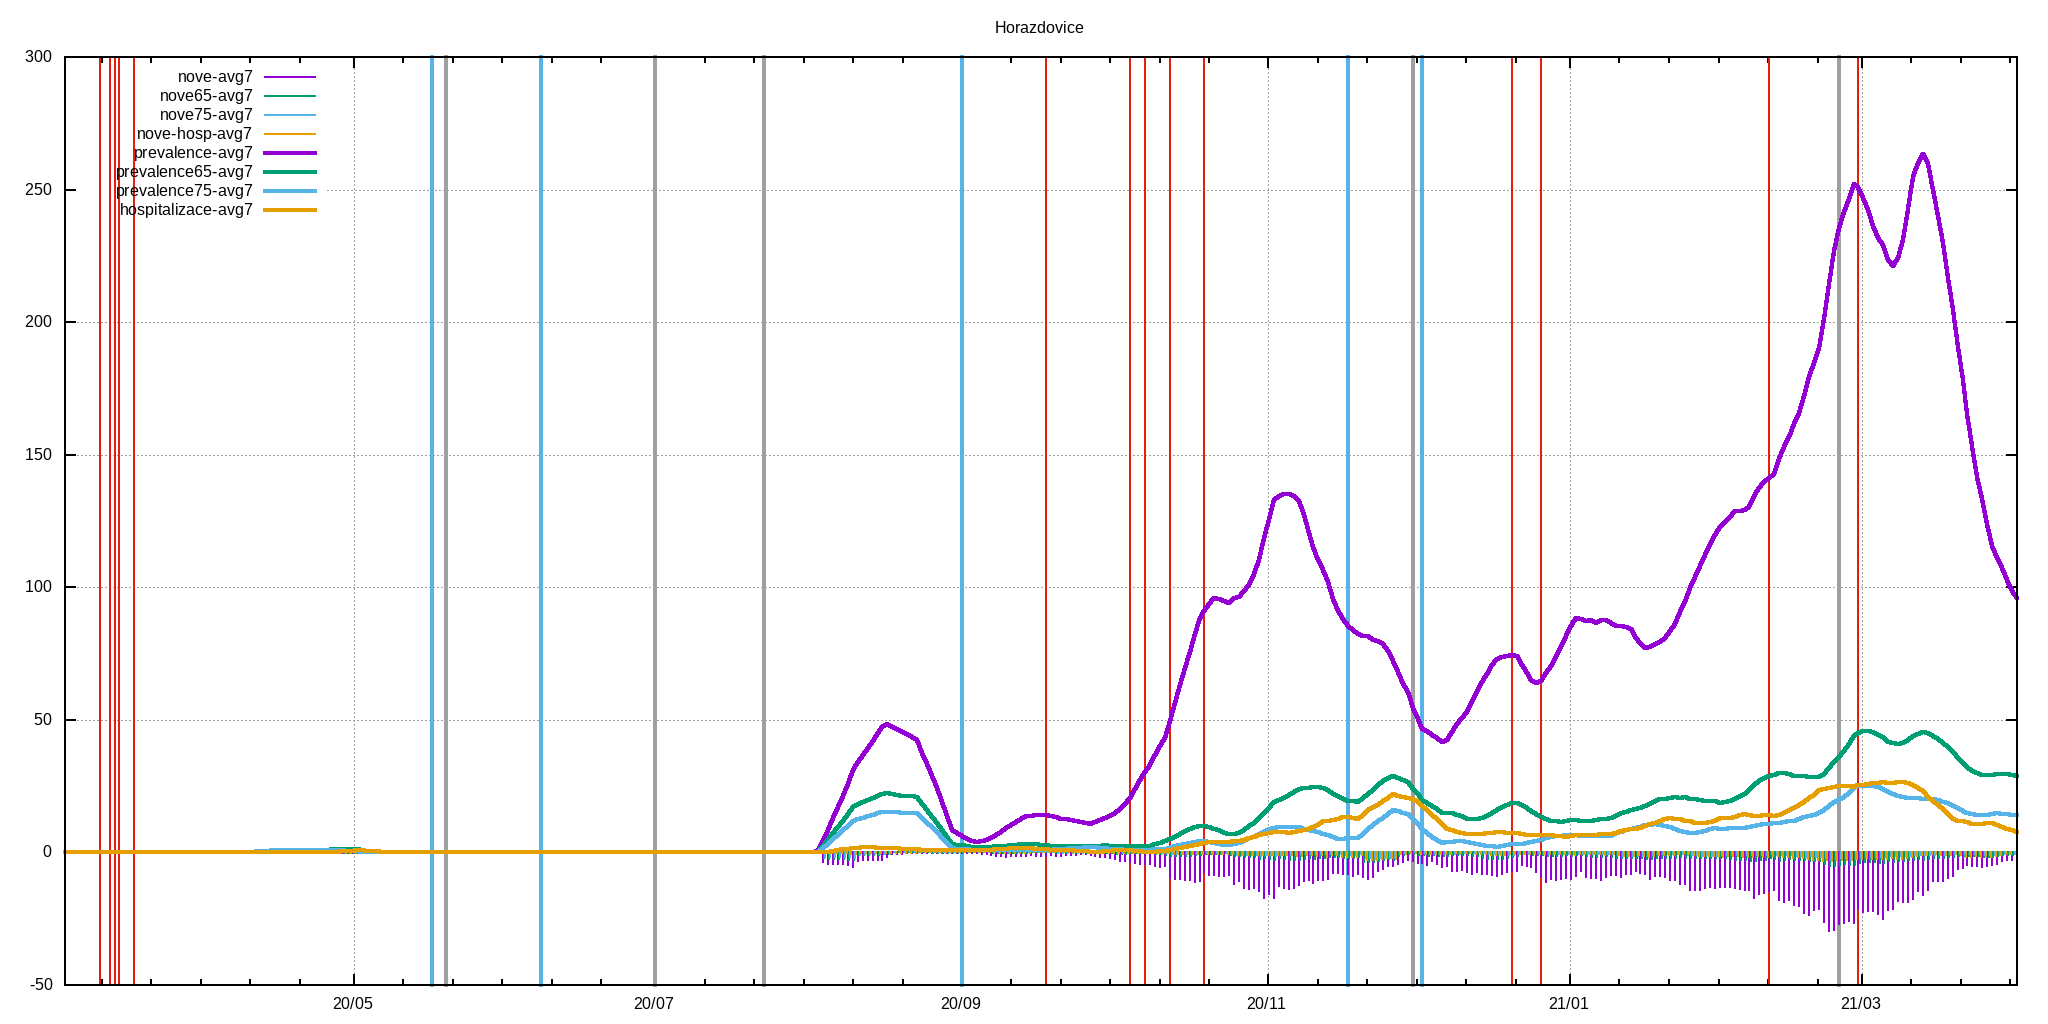 Horazdovice
300
250
200
150
100
50
0
-50
nove-avg7
nove65-avg7
nove75-avg7
nove-hosp-avg7
prevalence-avg7
prevalence65-avg7
prevalence75-avg7
hospitalizace-avg7
20/05
20/07
20/09
20/11
21/01
21/03